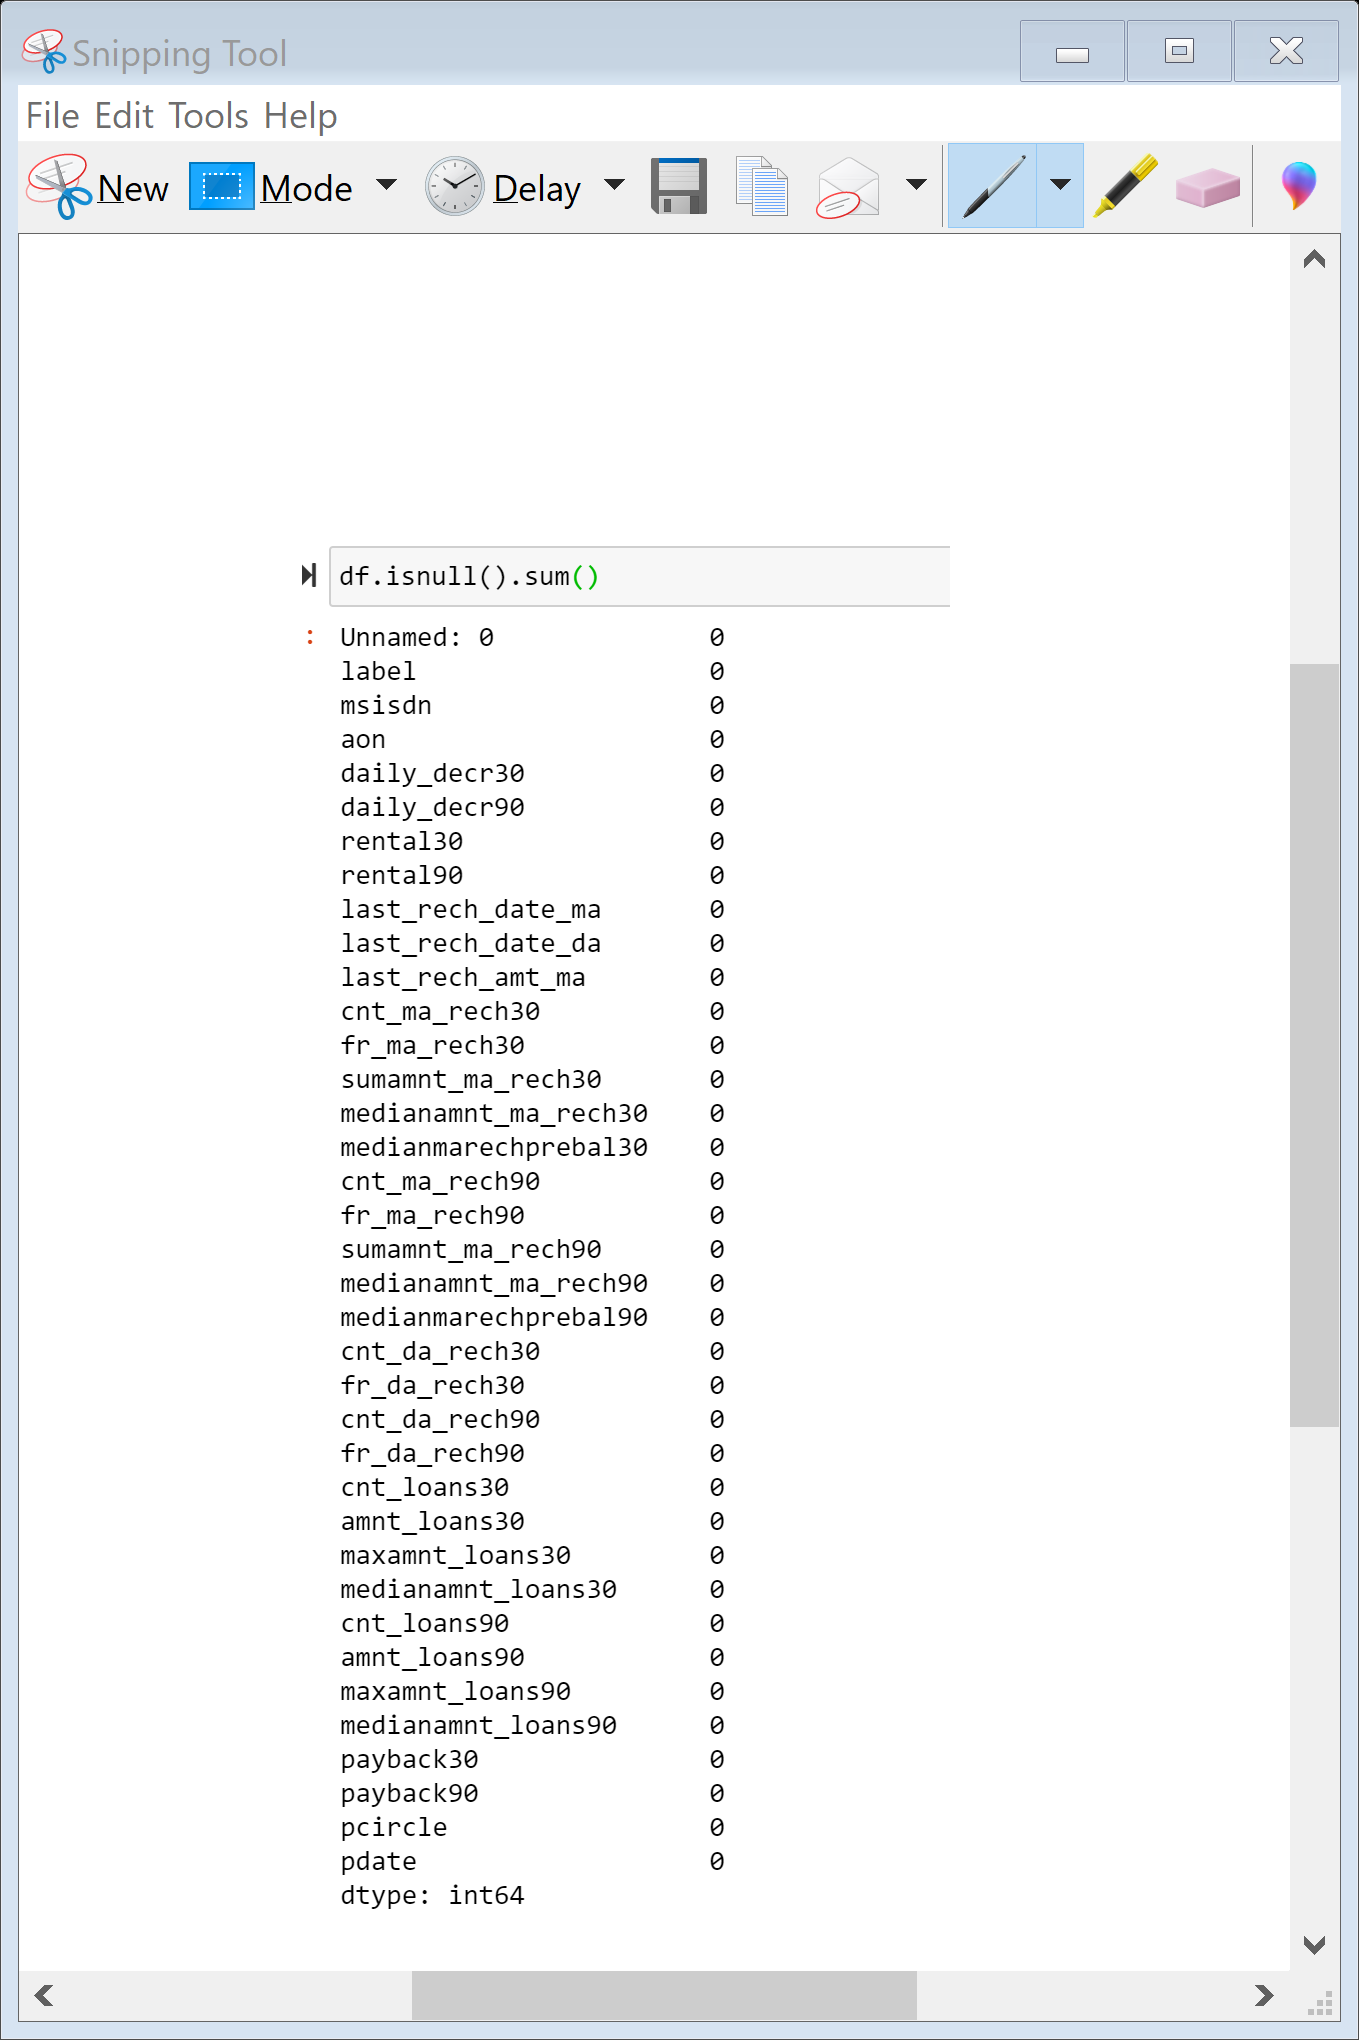 Snipping Tool
File Edit Tools Help
New Mode Delay
df.isnull().sum()
: Unnamed: 0 0
label 0
msisdn 0
aon 0
daily_decr30 0
daily_decr90 0
rental30 0
rental90 0
last_rech_date_ma 0
last_rech_date_da 0
last_rech_amt_ma 0
cnt_ma_rech30 0
fr_ma_rech30 0
sumamnt_ma_rech30 0
medianamnt_ma_rech30 0
medianmarechprebal30 0
cnt_ma_rech90 0
fr_ma_rech90 0
sumamnt_ma_rech90 0
medianamnt_ma_rech90 0
medianmarechprebal90 0
cnt_da_rech30 0
fr_da_rech30 0
cnt_da_rech90 0
fr_da_rech90 0
cnt_loans30 0
amnt_loans30 0
maxamnt_loans30 0
medianamnt_loans30 0
cnt_loans90 0
amnt_loans90 0
maxamnt_loans90 0
medianamnt_loans90 0
payback30 0
payback90 0
pcircle 0
pdate 0
dtype: int64